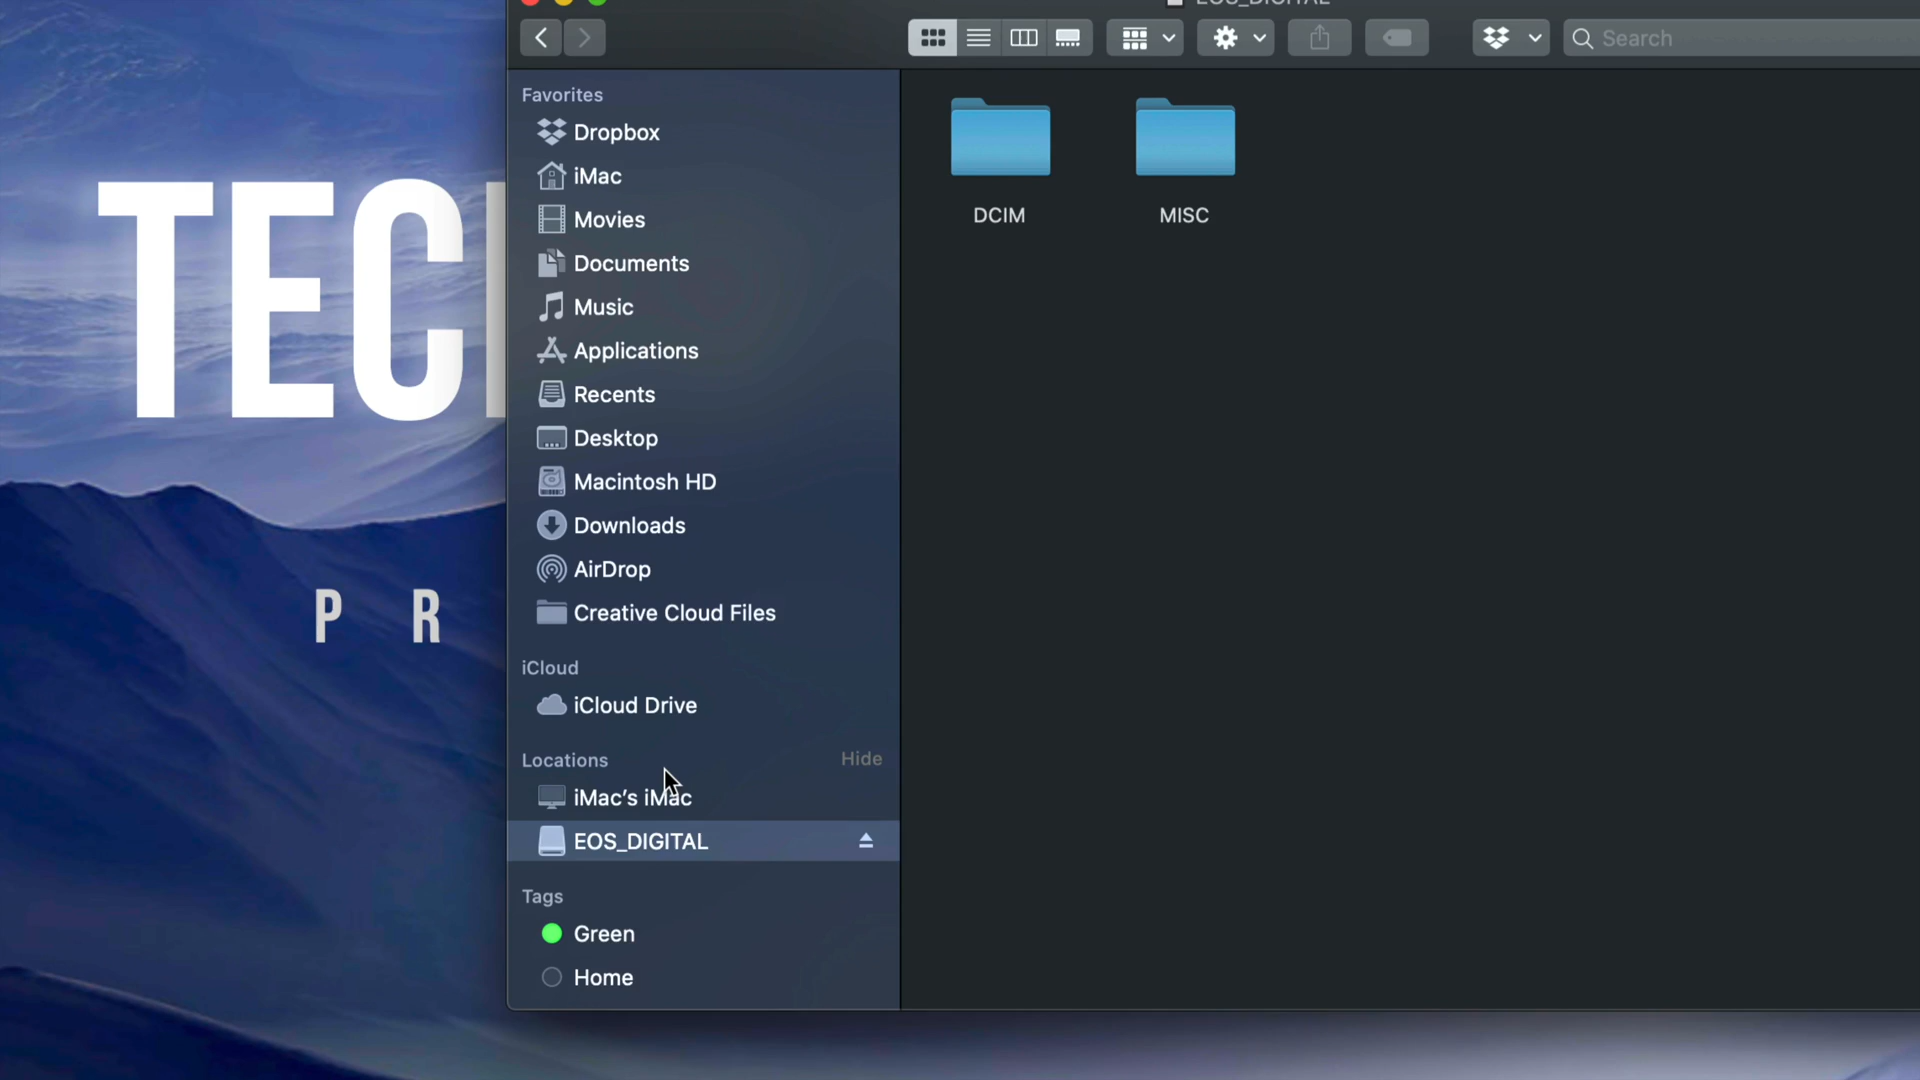 EOS_DIGITAL
Search
Favorites
Dropbox
iMac
Movies
Documents
Music
Applications
Recents
Desktop
Macintosh HD
Downloads
AirDrop
Creative Cloud Files
iCloud
iCloud Drive
Locations
Hide
iMac's iMac
EOS_DIGITAL
Tags
Green
Home
DCIM
MISC
TEC
P R